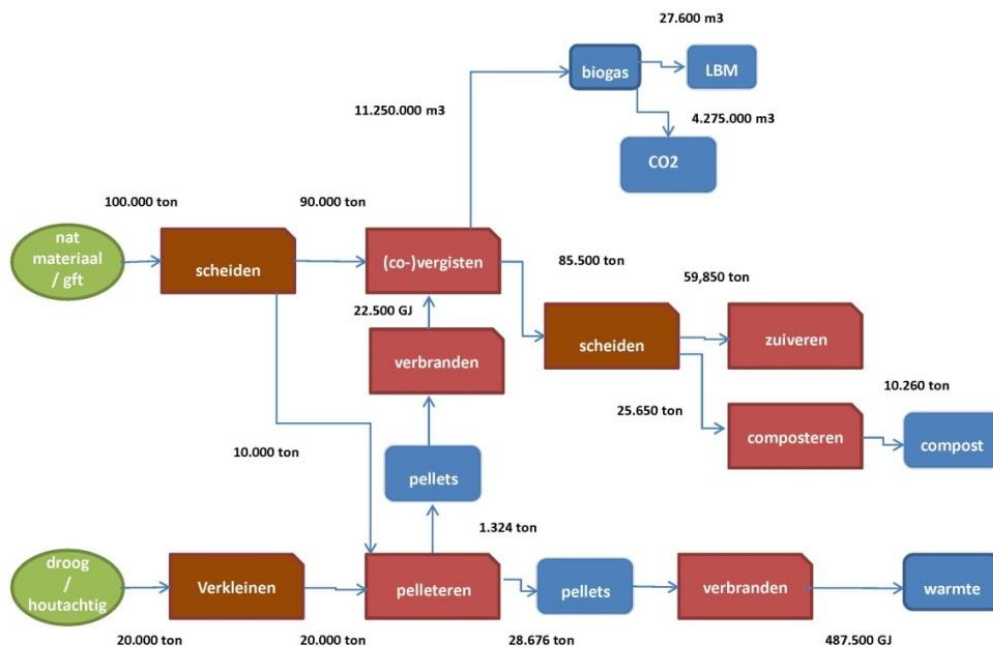 27.600 m3
biogas
LBM
11.250.000 m3
4.275.000 m3
CO2
100.000 ton
90.000 ton
nat
materiaal
/ gft
scheiden
(co-)vergisten
85.500 ton
59,850 ton
22.500 GJ
verbranden
scheiden
zuiveren
10.260 ton
25.650 ton
composteren
compost
10.000 ton
pellets
1.324 ton
droog
/
houtachtig
Verkleinen
pelleteren
pellets
verbranden
warmte
20.000 ton
20.000 ton
28.676 ton
487.500 GJ